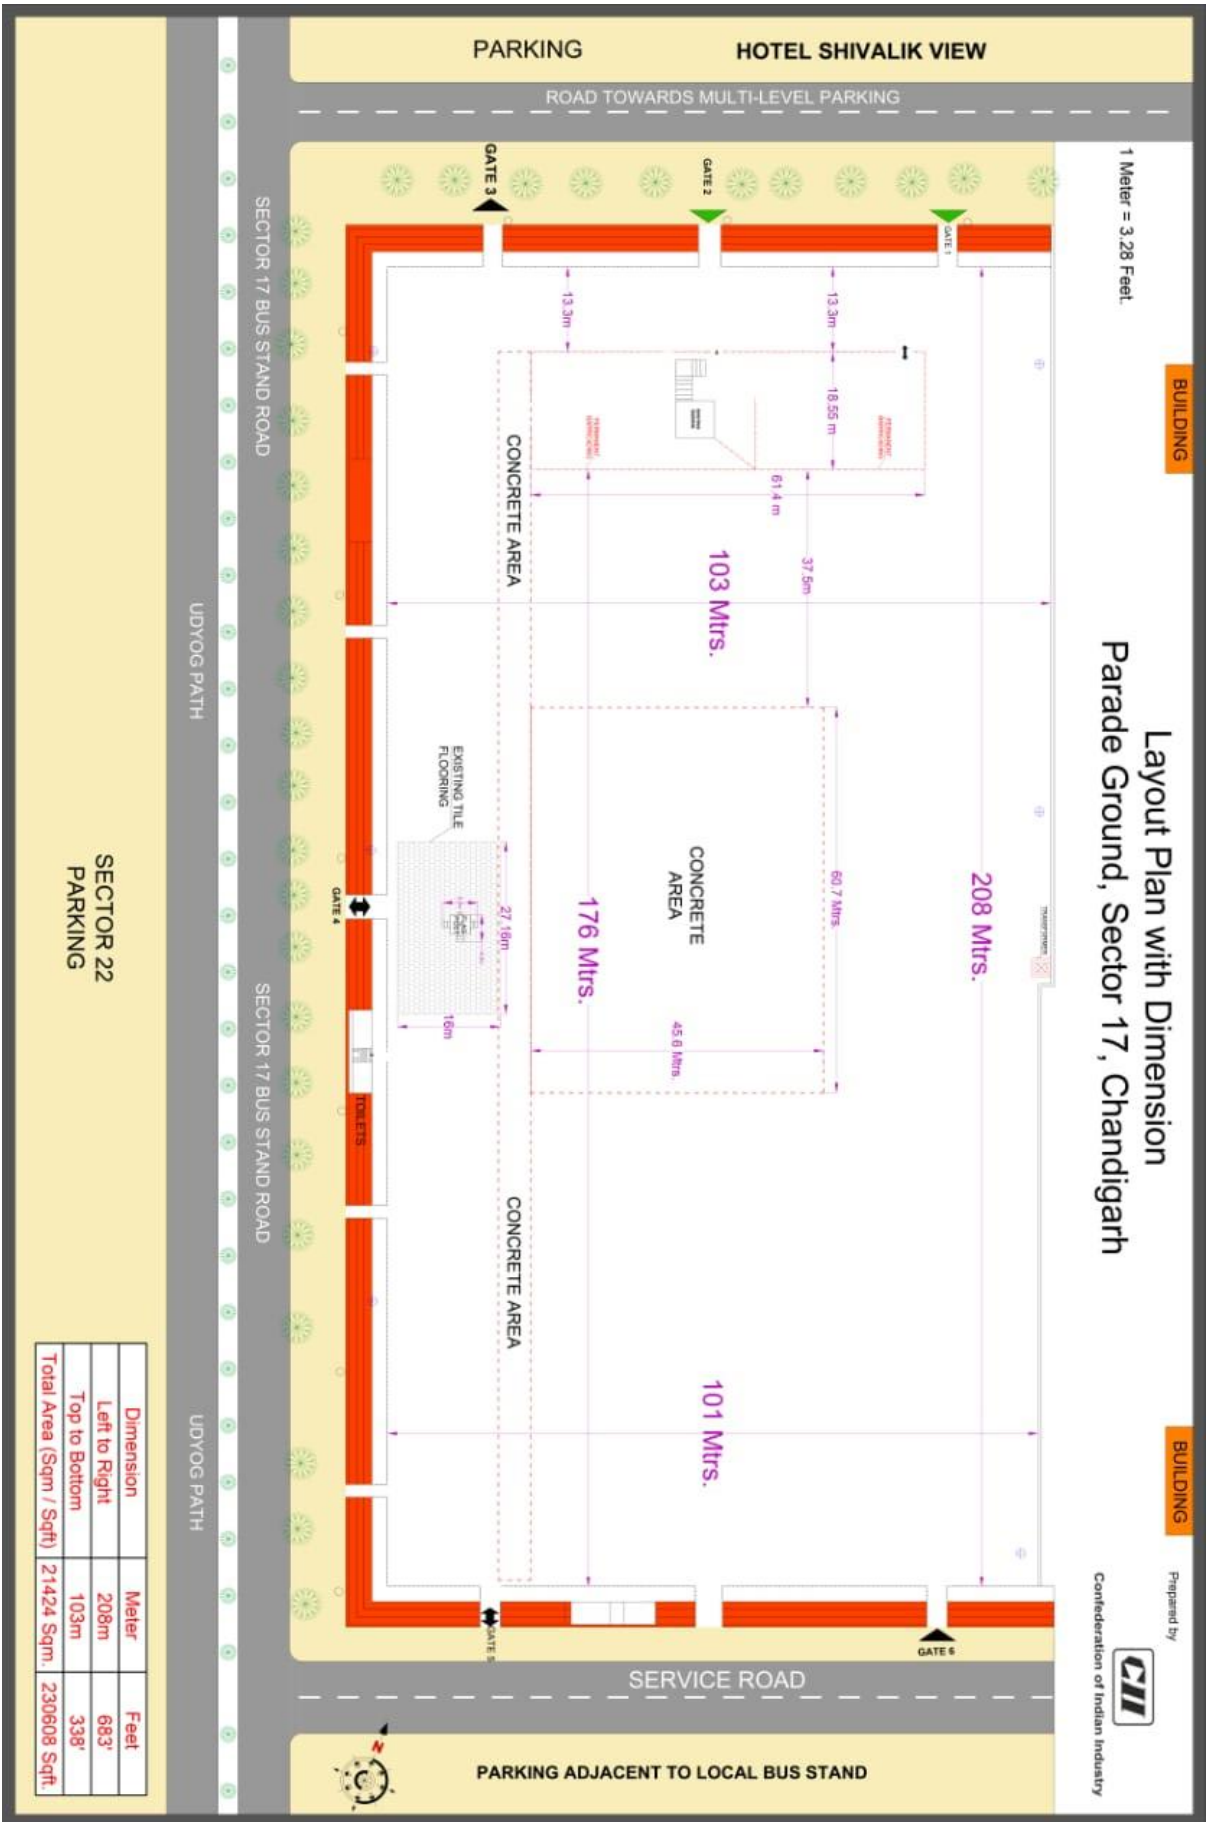 Layout Plan with Dimension
Parade Ground, Sector 17, Chandigarh
1 Meter = 3.28 Feet.
BUILDING
BUILDING
Prepared by
CII
Confederation of Indian Industry
PARKING
HOTEL SHIVALIK VIEW
ROAD TOWARDS MULTI-LEVEL PARKING
GATE 3
GATE 2
GATE 1
13.3m
13.3m
18.55 m
61.4 m
37.5m
103 Mtrs.
208 Mtrs.
TRANSFORMER
CONCRETE AREA
CONCRETE
AREA
60.7 Mtrs.
45.6 Mtrs.
176 Mtrs.
EXISTING TILE
FLOORING
27.16m
16m
CONCRETE AREA
101 Mtrs.
GATE 4
TOILETS
GATE 5
GATE 6
SECTOR 17 BUS STAND ROAD
SECTOR 17 BUS STAND ROAD
UDYOG PATH
UDYOG PATH
SECTOR 22
PARKING
SERVICE ROAD
PARKING ADJACENT TO LOCAL BUS STAND
N
Dimension Meter Feet
Left to Right 208m 683'
Top to Bottom 103m 338'
Total Area (Sqm / Sqft) 21424 Sqm. 230608 Sqft.